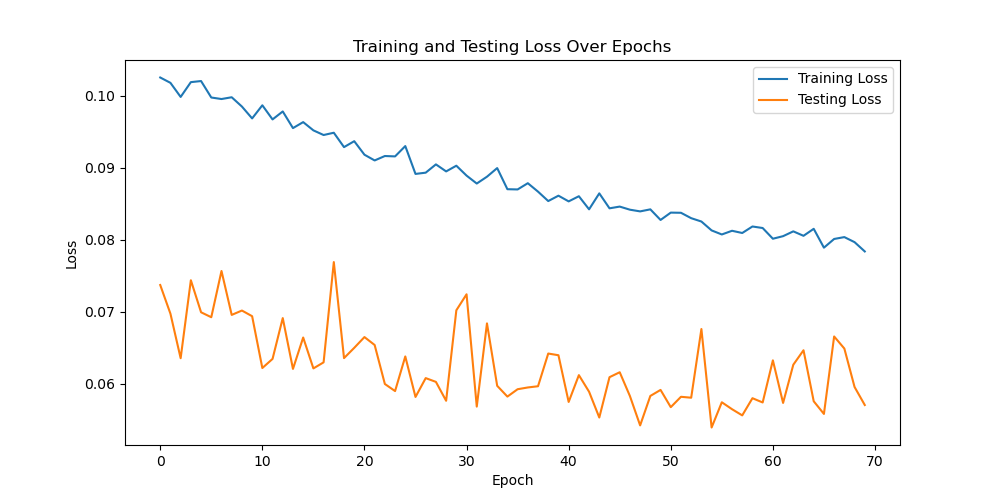 Training and Testing Loss Over Epochs
Training Loss
Testing Loss
0.10
0.09
0.08
0.07
0.06
Loss
0 10 20 30 40 50 60 70
Epoch